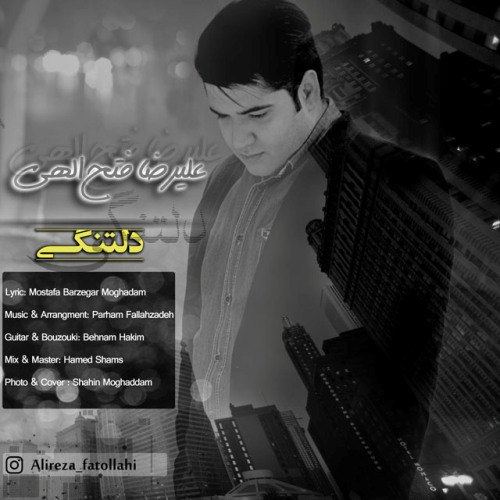 علیرضا فتح الهی
دلتنگی
Lyric: Mostafa Barzegar Moghadam
Music & Arrangment: Parham Fallahzadeh
Guitar & Bouzouki: Behnam Hakim
Mix & Master: Hamed Shams
Photo & Cover : Shahin Moghaddam
Alireza_fatollahi